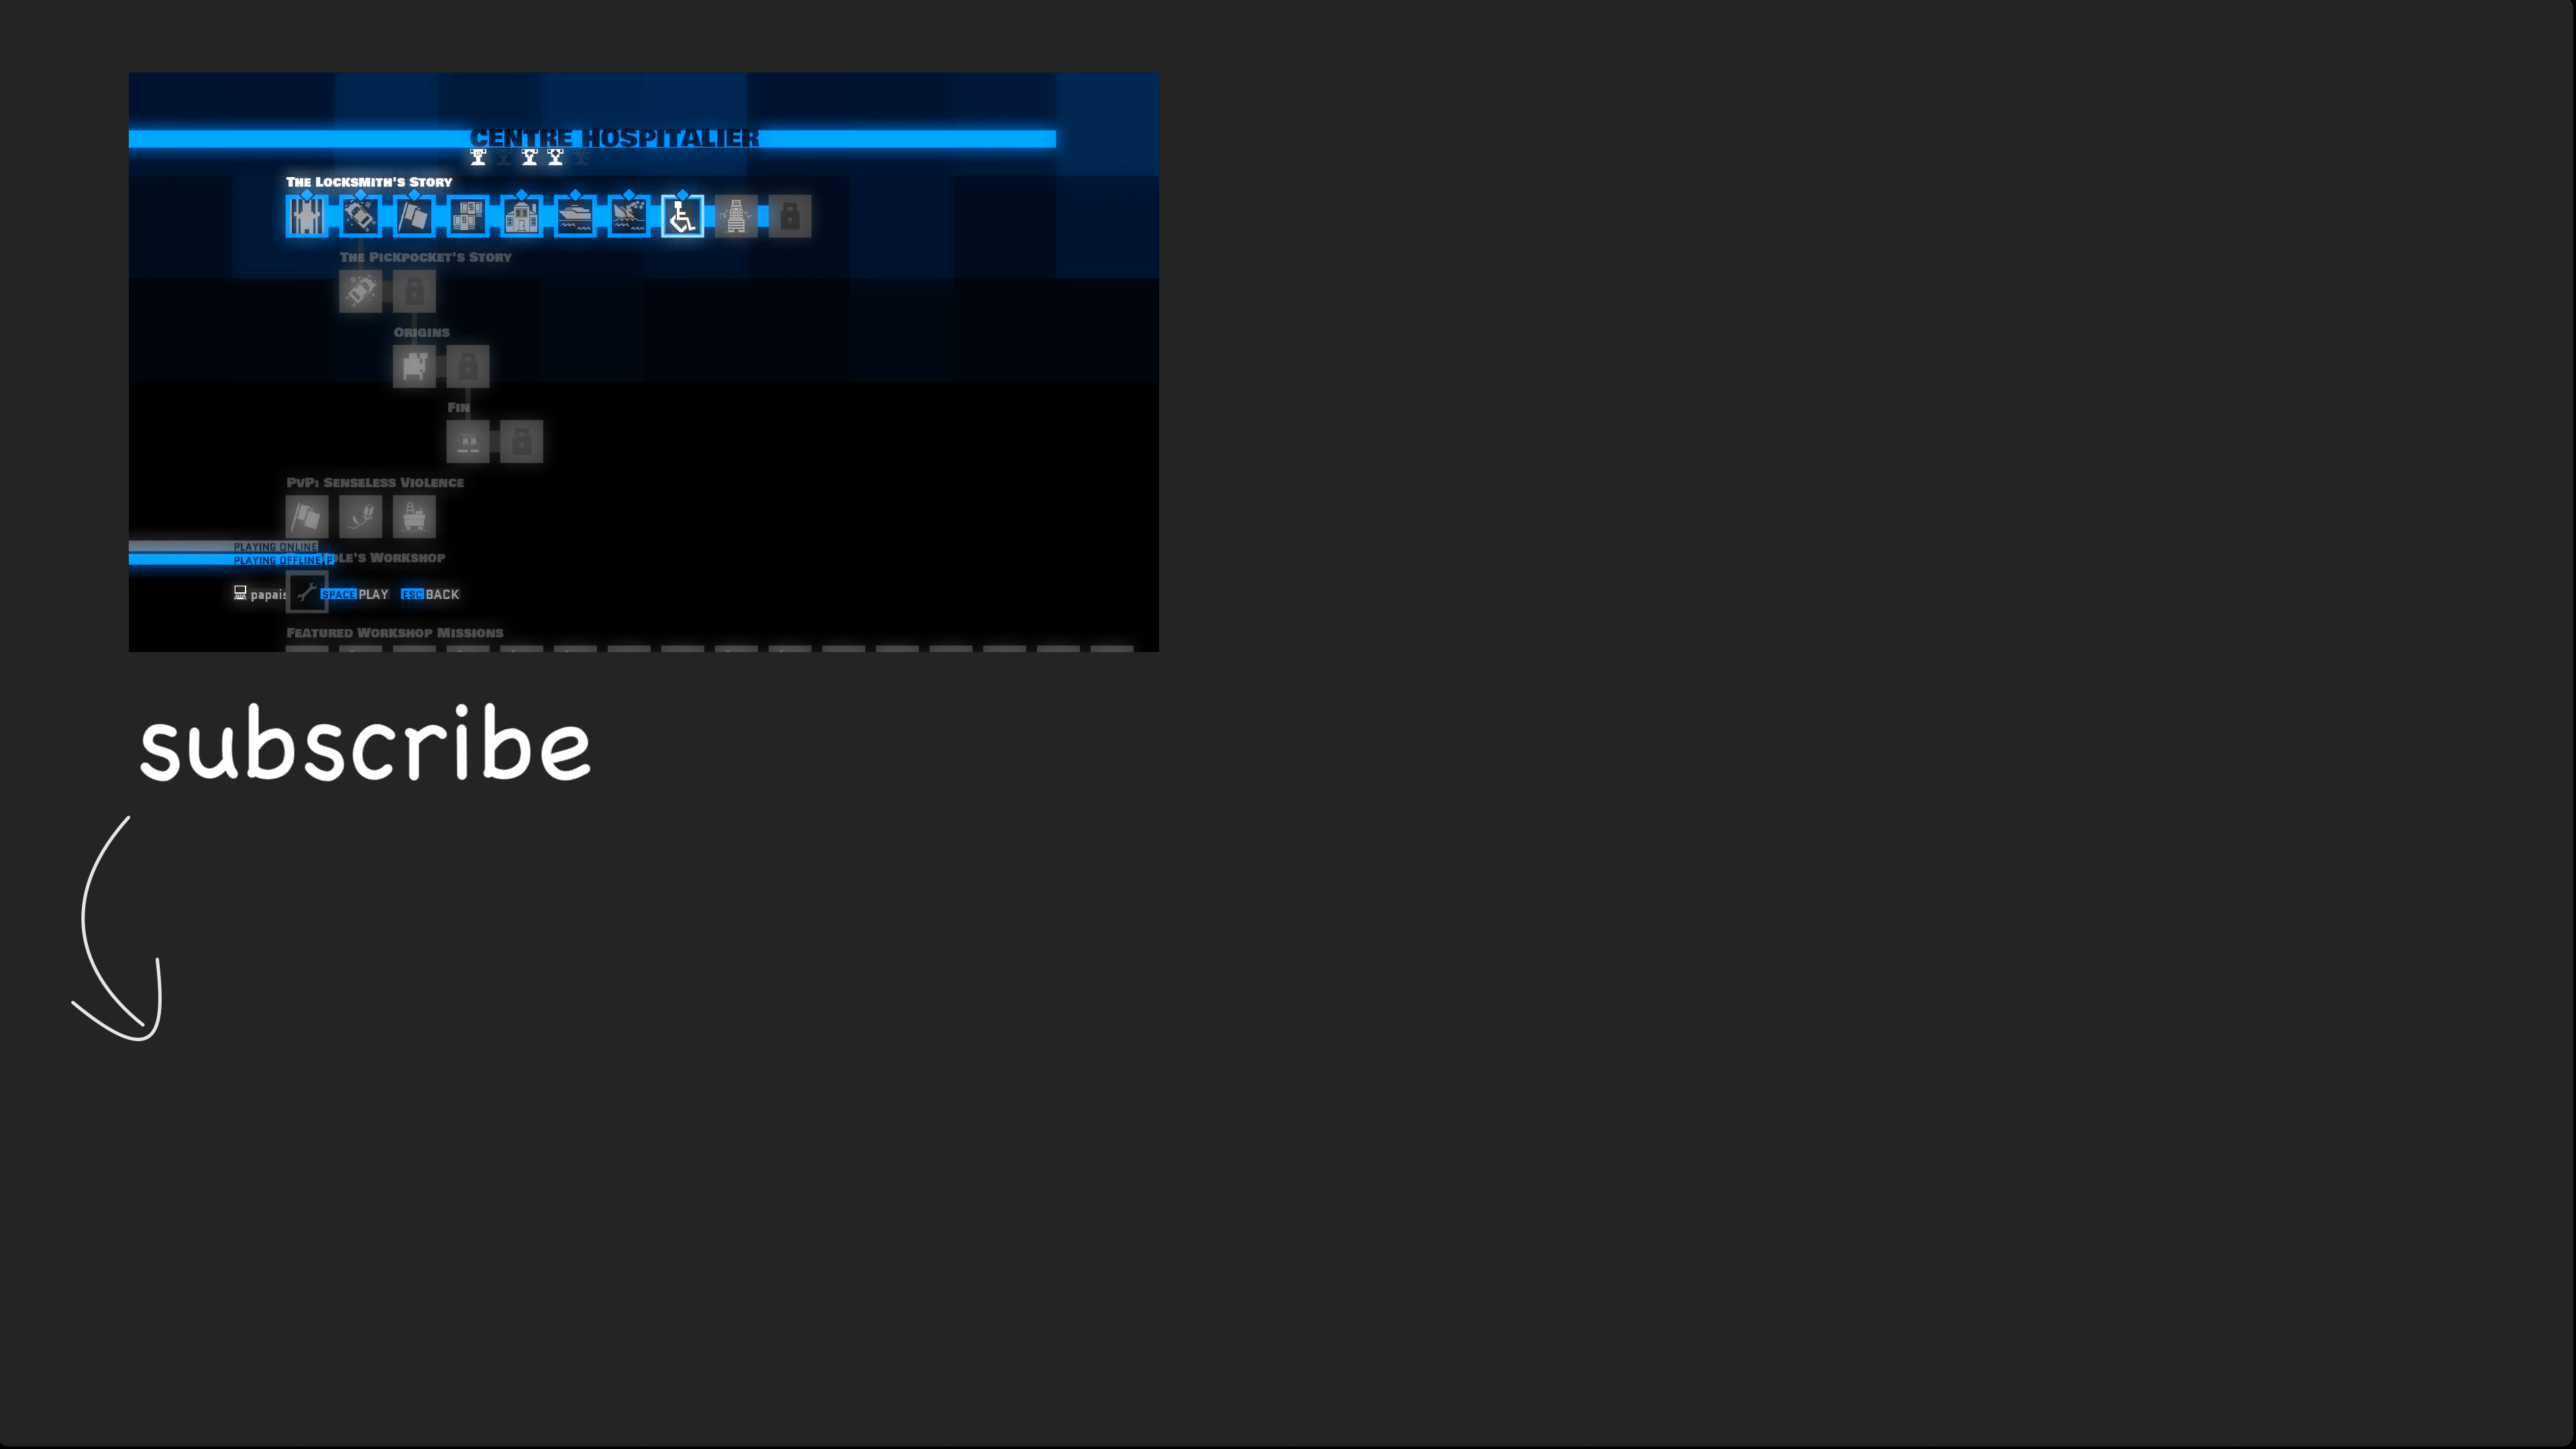 CENTRE HOSPITALIER
THE LOCKSMITH'S STORY
THE PICKPOCKET'S STORY
ORIGINS
FIN
PVP: SENSELESS VIOLENCE
PLAYING ONLINE
PLAYING OFFLINE
WORKSHOP
papais
SPACE PLAY ESC BACK
FEATURED WORKSHOP MISSIONS
subscribe